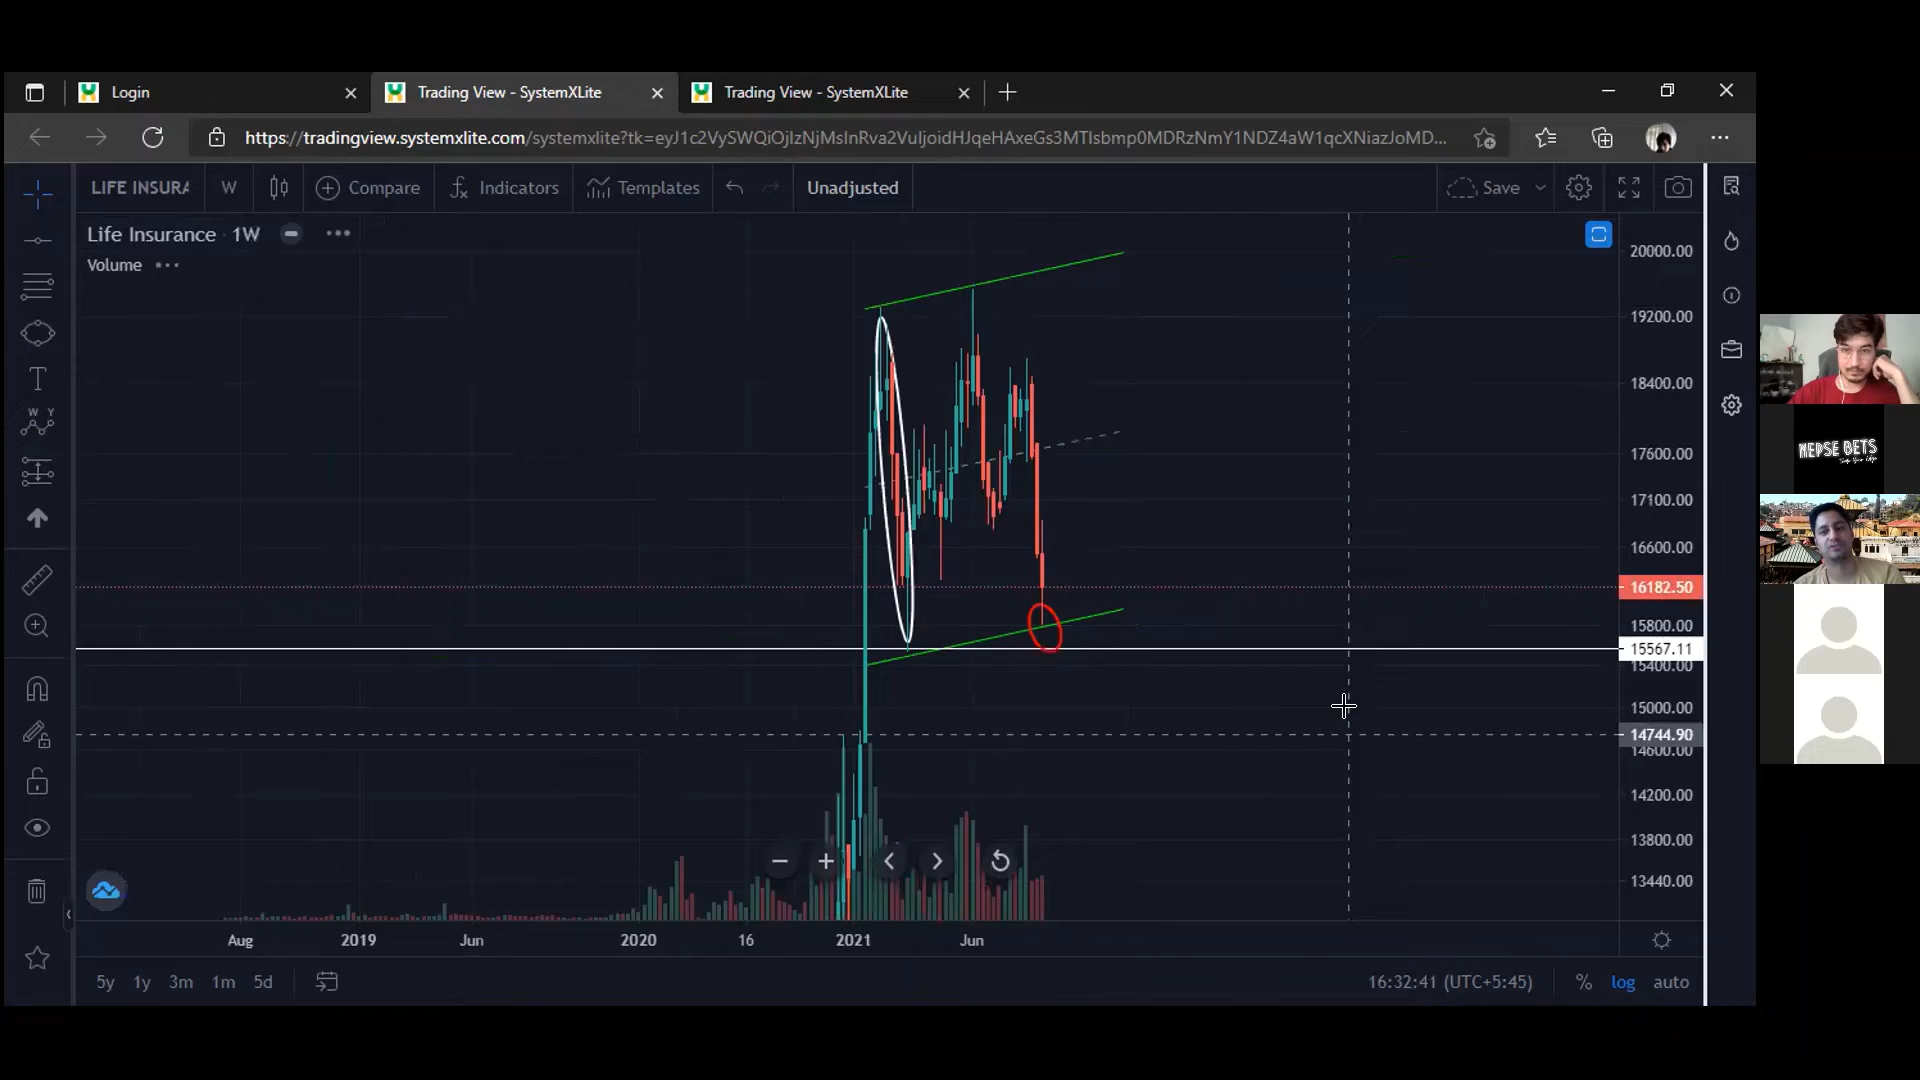 Login
Trading View - SystemXLite
Trading View - SystemXLite
https://tradingview.systemxlite.com/systemxlite?tk=eyJ1c2VySWQiOjIzNjMsInRva2VuIjoidHJqeHAxeGs3MTIsbmp0MDRzNmY1NDZ4aW1qcXNiazJoMD...
LIFE INSURA
W
Compare
Indicators
Templates
Unadjusted
Save
Life Insurance · 1W
Volume
20000.00
19200.00
18400.00
17600.00
17100.00
16600.00
16182.50
15800.00
15567.11
15400.00
15000.00
14744.90
14600.00
14200.00
13800.00
13440.00
Aug
2019
Jun
2020
16
2021
Jun
5y 1y 3m 1m 5d
16:32:41 (UTC+5:45)
% log auto
T
W Y
NEPSE BETS